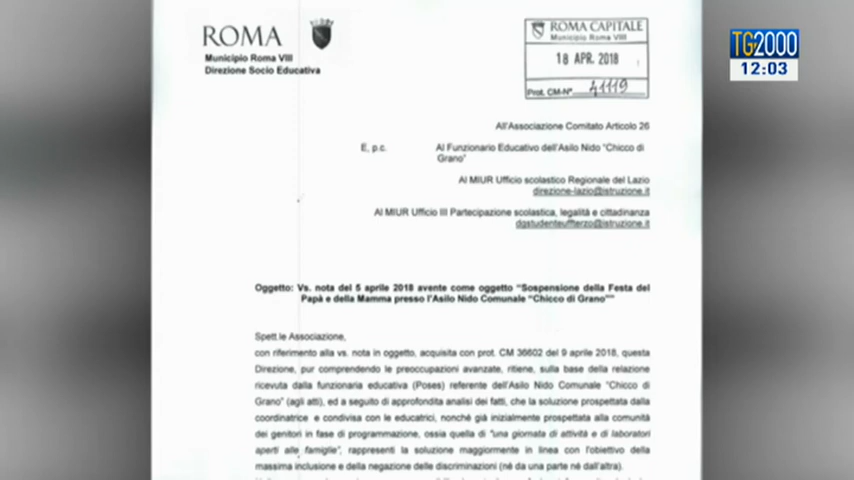 ROMA
Municipio Roma VIII
Direzione Socio Educativa
ROMA CAPITALE
Municipio Roma VIII
18 APR. 2018
Prot. CM-N° 41119
TG2000
12:03
All'Associazione Comitato Articolo 26
E, p.c. Al Funzionario Educativo dell'Asilo Nido "Chicco di
Grano"
Al MIUR Ufficio scolastico Regionale del Lazio
direzione-lazio@istruzione.it
Al MIUR Ufficio III Partecipazione scolastica, legalità e cittadinanza
dgstudenteuffterzo@istruzione.it
Oggetto: Vs. nota del 5 aprile 2018 avente come oggetto "Sospensione della Festa del
Papà e della Mamma presso l'Asilo Nido Comunale "Chicco di Grano""
Spett.le Associazione,
con riferimento alla vs. nota in oggetto, acquisita con prot. CM 36602 del 9 aprile 2018, questa
Direzione, pur comprendendo le preoccupazioni avanzate, ritiene, sulla base della relazione
ricevuta dalla funzionaria educativa (Poses) referente dell'Asilo Nido Comunale "Chicco di
Grano" (agli atti), ed a seguito di approfondita analisi dei fatti, che la soluzione prospettata dalla
coordinatrice e condivisa con le educatrici, nonché già inizialmente prospettata alla comunità
dei genitori in fase di programmazione, ossia quella di "una giornata di attività e di laboratori
aperti alle famiglie", rappresenti la soluzione maggiormente in linea con l'obiettivo della
massima inclusione e della negazione delle discriminazioni (né da una parte né dall'altra).